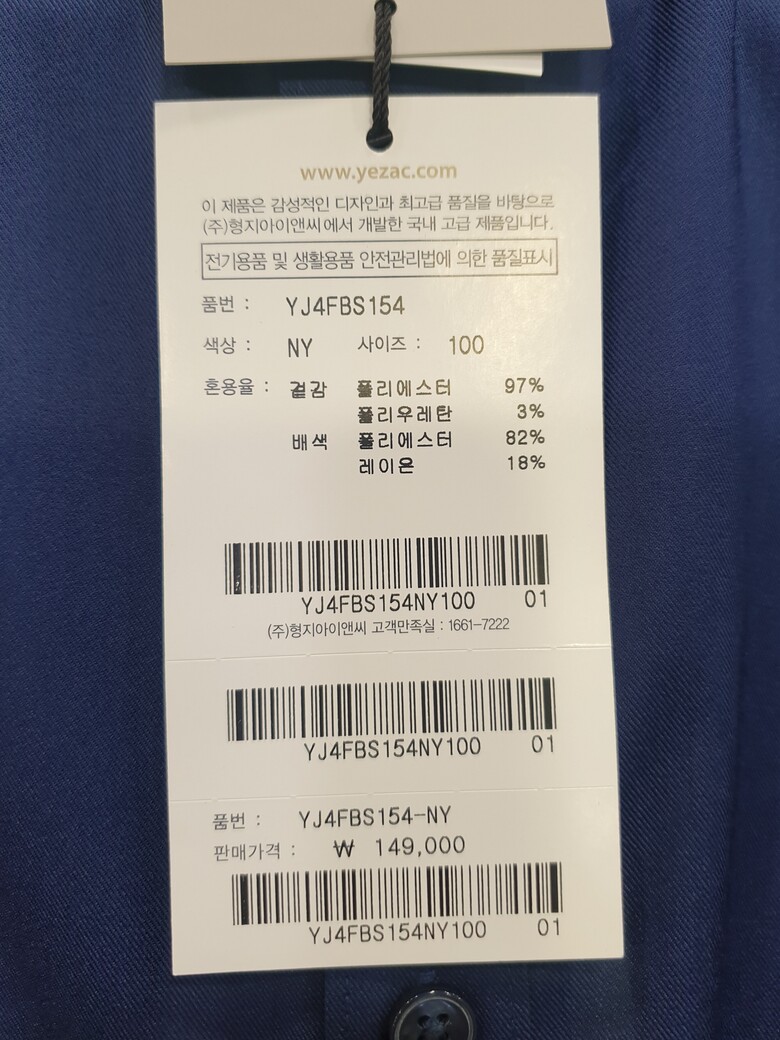 www.yezac.com
이 제품은 감성적인 디자인과 최고급 품질을 바탕으로
(주)형지아이앤씨에서 개발한 국내 고급 제품입니다.
전기용품 및 생활용품 안전관리법에 의한 품질표시
품번 : YJ4FBS154
색상 : NY 사이즈 : 100
혼용율 : 겉감 폴리에스터 97%
폴리우레탄 3%
배색 폴리에스터 82%
레이온 18%
YJ4FBS154NY100 01
(주)형지아이앤씨 고객만족실 : 1661-7222
YJ4FBS154NY100 01
품번 : YJ4FBS154-NY
판매가격 : ₩ 149,000
YJ4FBS154NY100 01